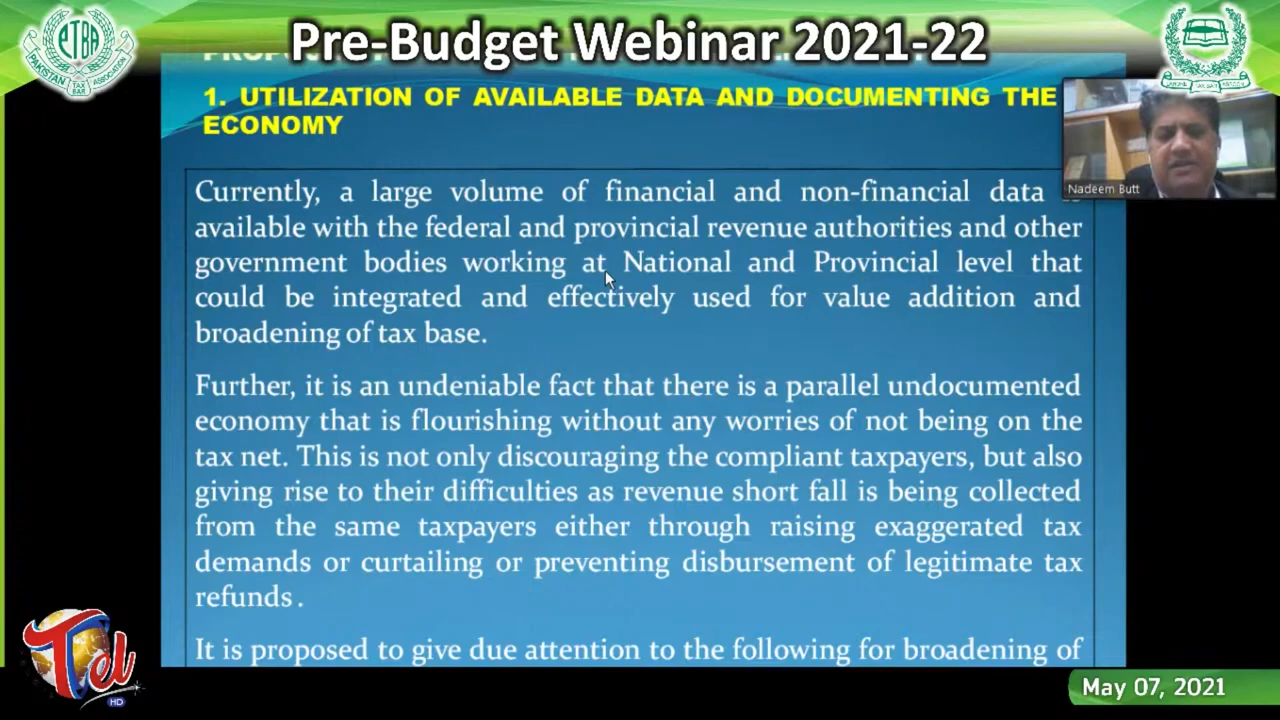 Pre-Budget Webinar 2021-22
PTBA
PAKISTAN TAX BAR ASSOCIATION
1. UTILIZATION OF AVAILABLE DATA AND DOCUMENTING THE
ECONOMY
Nadeem Butt
Currently, a large volume of financial and non-financial data
available with the federal and provincial revenue authorities and other
government bodies working at National and Provincial level that
could be integrated and effectively used for value addition and
broadening of tax base.
Further, it is an undeniable fact that there is a parallel undocumented
economy that is flourishing without any worries of not being on the
tax net. This is not only discouraging the compliant taxpayers, but also
giving rise to their difficulties as revenue short fall is being collected
from the same taxpayers either through raising exaggerated tax
demands or curtailing or preventing disbursement of legitimate tax
refunds.
It is proposed to give due attention to the following for broadening of
Tel
HD
May 07, 2021